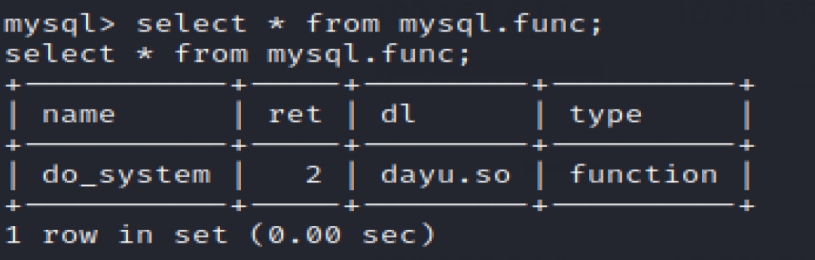 mysql> select * from mysql.func;
select * from mysql.func;
+-----------+-----+---------+----------+
| name      | ret | dl      | type     |
+-----------+-----+---------+----------+
| do_system |   2 | dayu.so | function |
+-----------+-----+---------+----------+
1 row in set (0.00 sec)